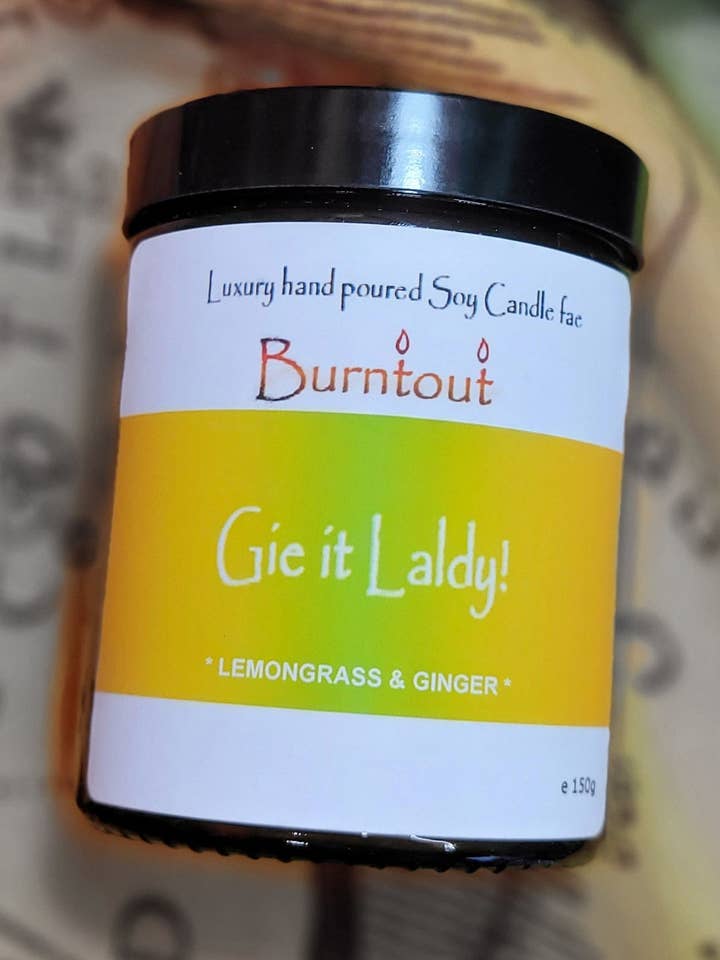 Luxury hand poured Soy Candle fae
Burntout
Gie it Laldy!
* LEMONGRASS & GINGER *
e 150g